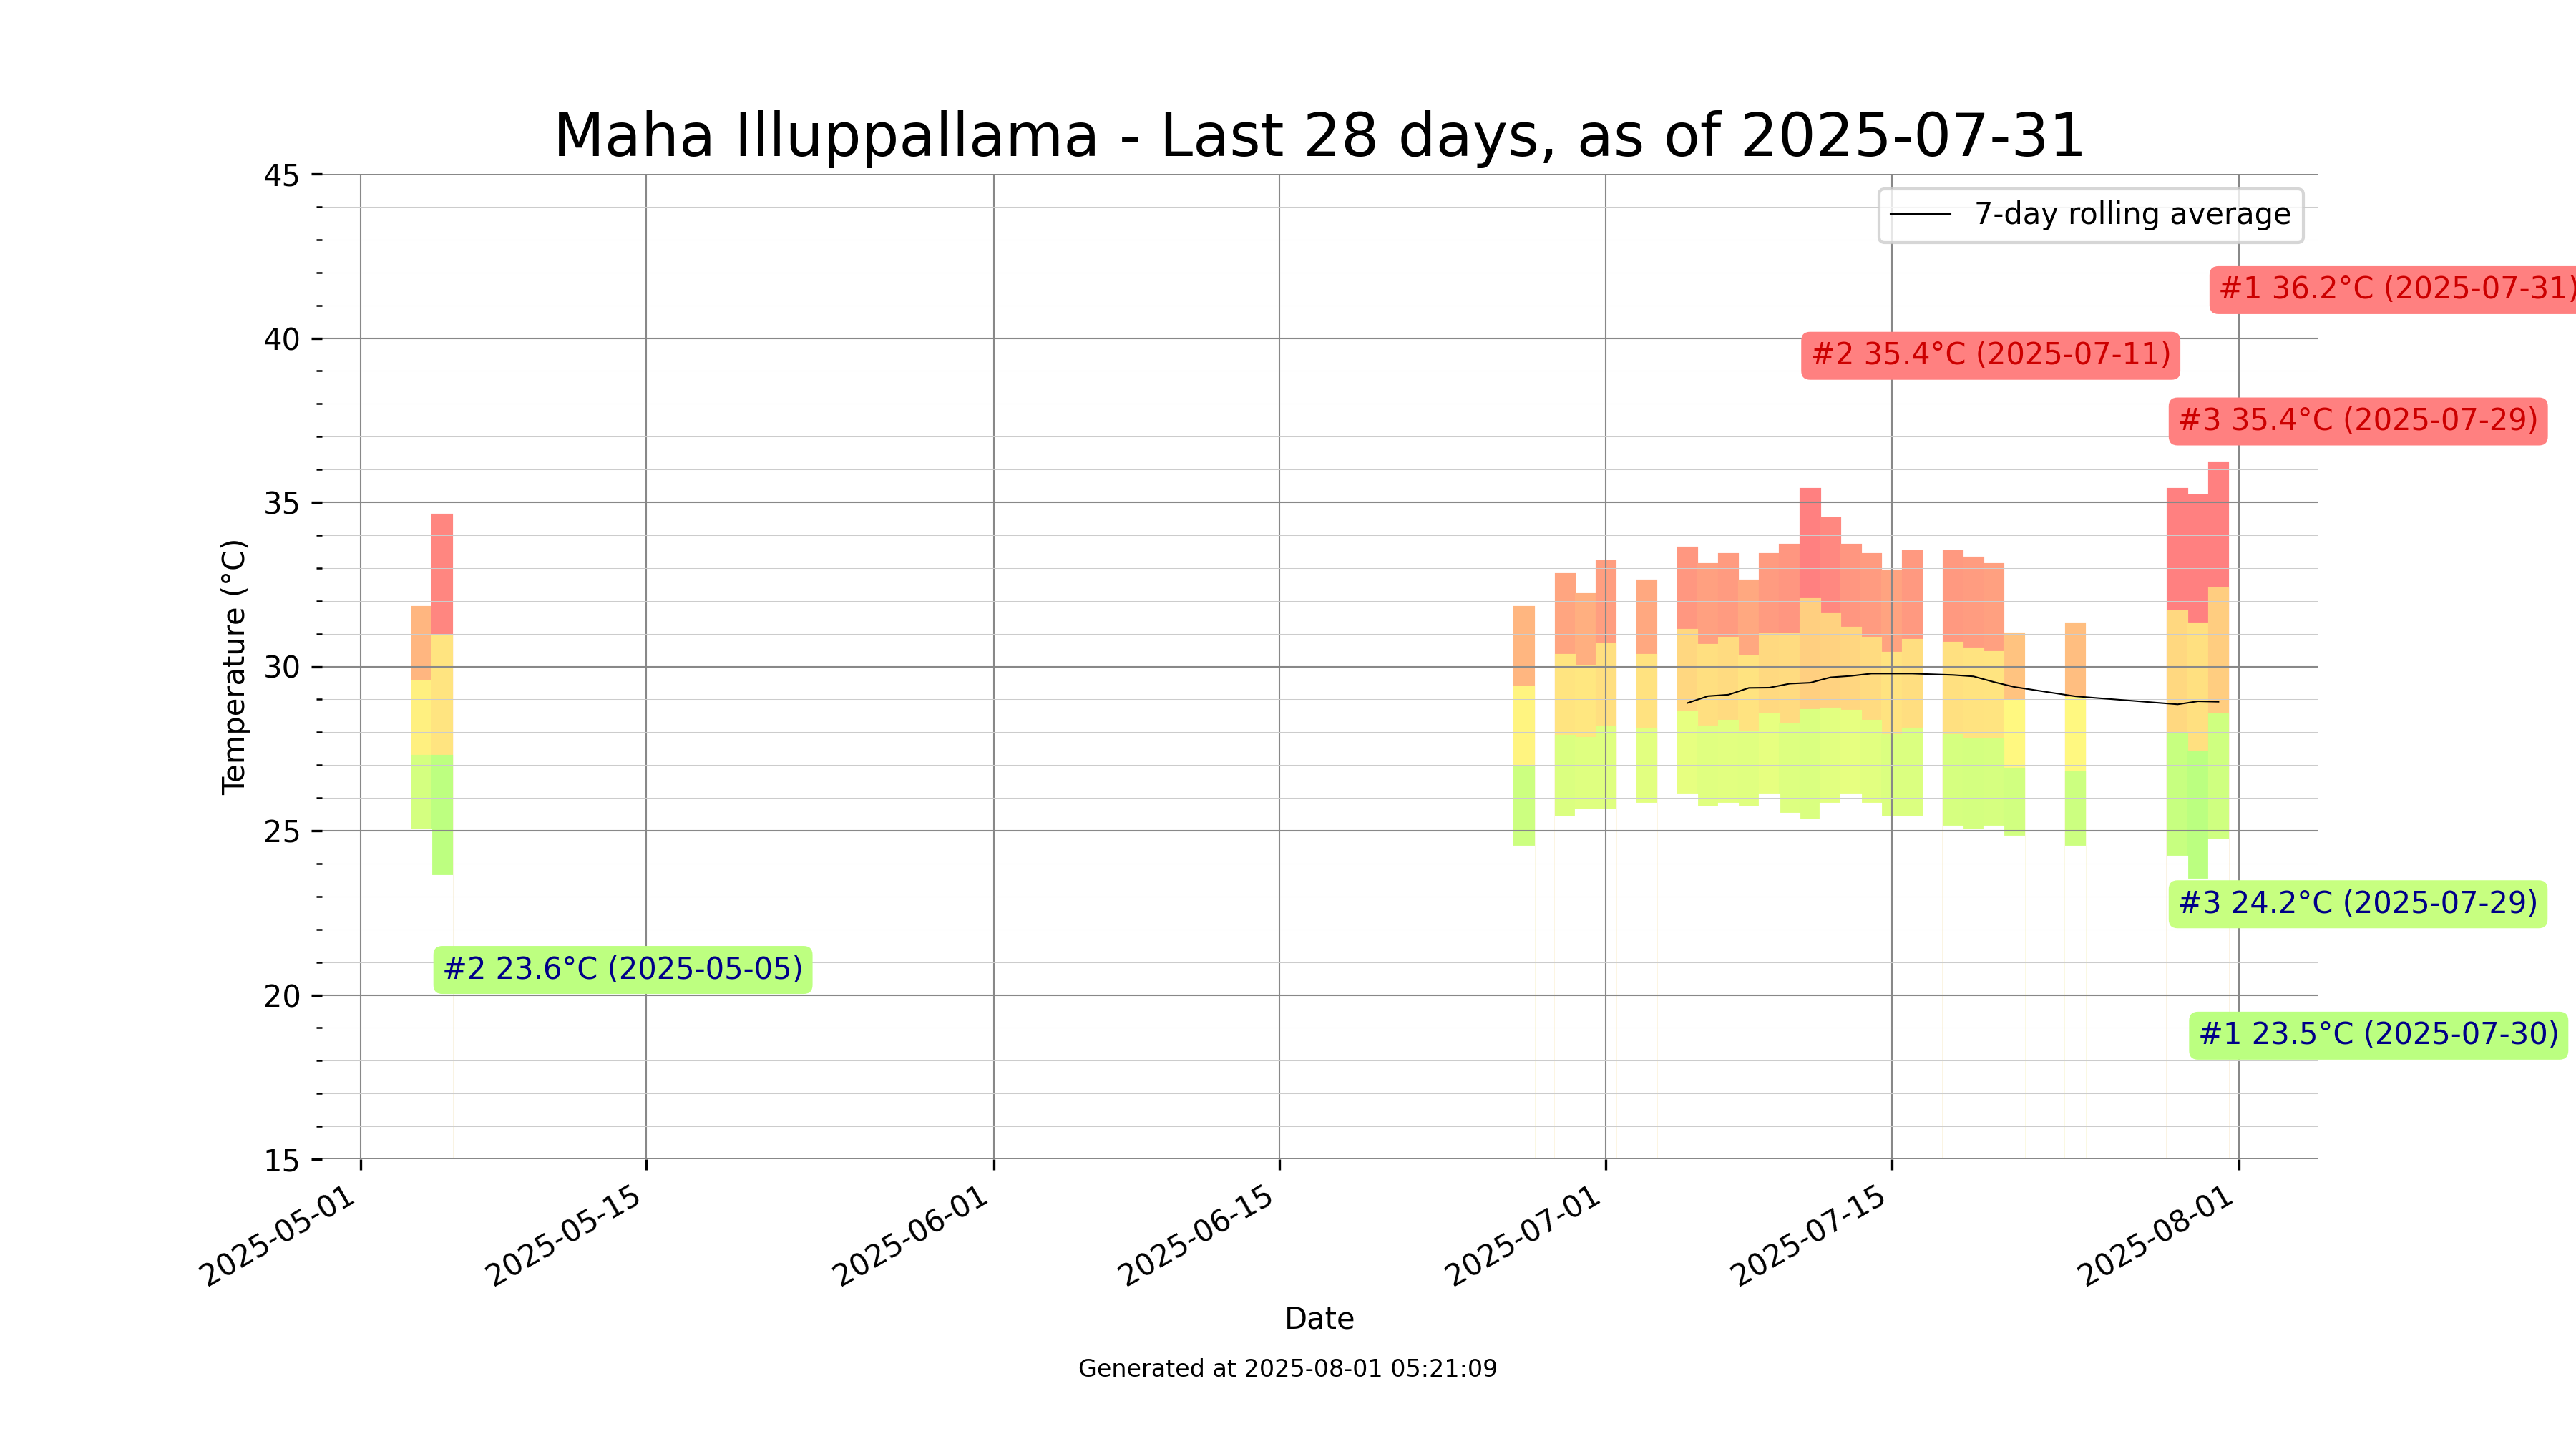 Maha Illuppallama - Last 28 days, as of 2025-07-31
45
7-day rolling average
#1 36.2°C (2025-07-31)
40
#2 35.4°C (2025-07-11)
#3 35.4°C (2025-07-29)
35
Temperature (°C)
30
25
#3 24.2°C (2025-07-29)
#2 23.6°C (2025-05-05)
20
#1 23.5°C (2025-07-30)
15
2025-05-01
2025-05-15
2025-06-01
2025-06-15
2025-07-01
2025-07-15
2025-08-01
Date
Generated at 2025-08-01 05:21:09